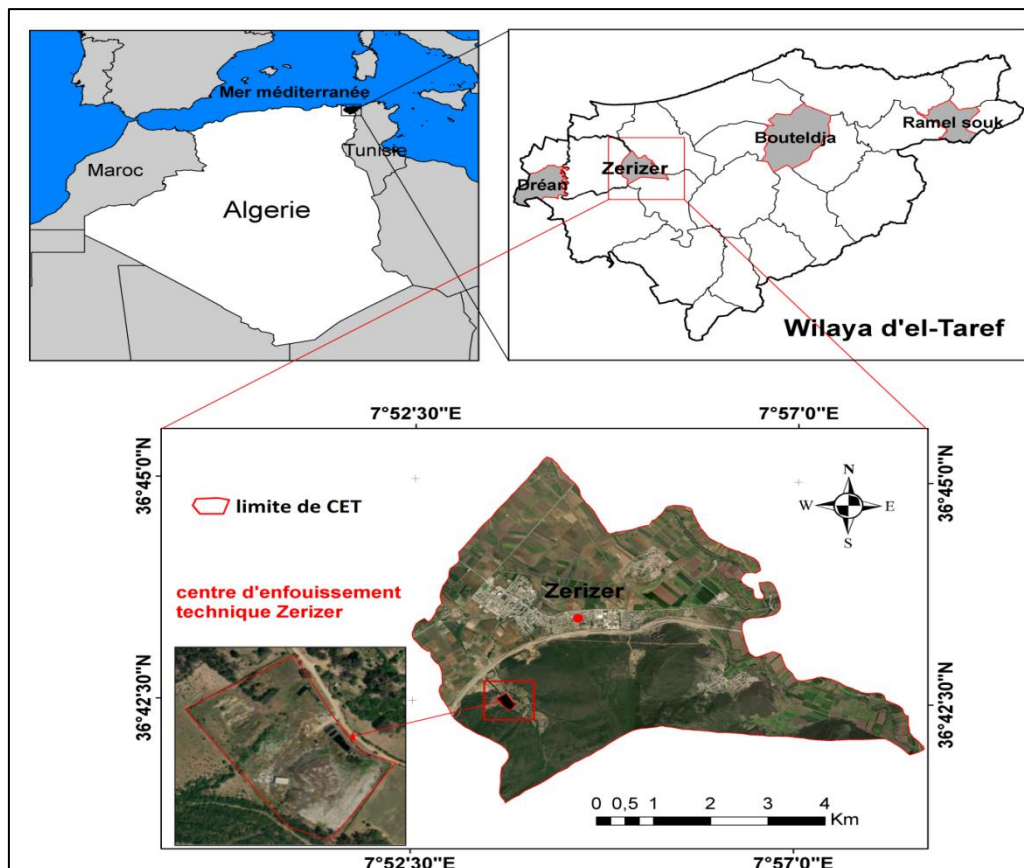 Mer méditerranée
Maroc
Tunisie
Algerie
Ramel souk
Bouteldja
Zerizer
Dréan
Wilaya d'el-Taref
7°52'30"E
7°57'0"E
36°45'0"N
36°45'0"N
limite de CET
N
W
E
S
centre d'enfouissement
technique Zerizer
Zerizer
36°42'30"N
36°42'30"N
0 0,5 1 2 3 4
Km
7°52'30"E
7°57'0"E